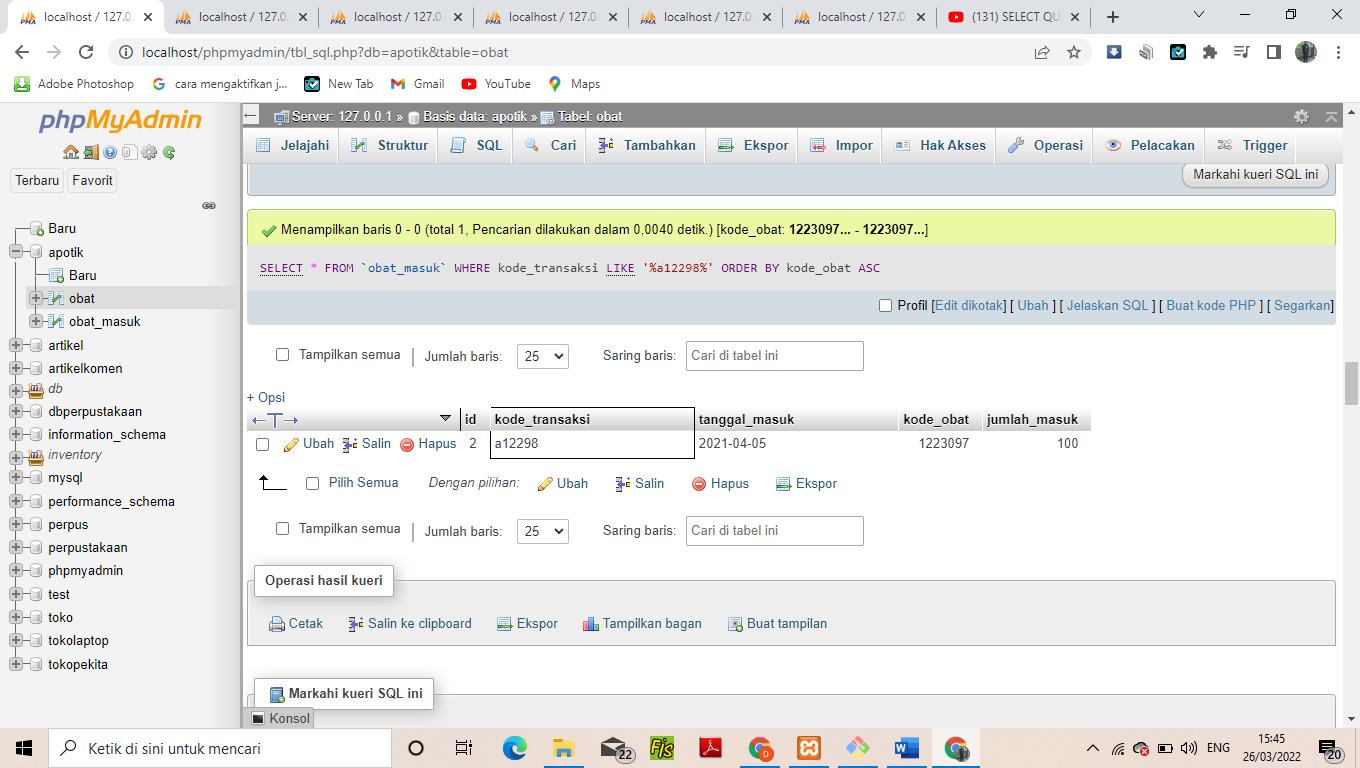 localhost / 127.0. localhost / 127.0. localhost / 127.0. localhost / 127.0. localhost / 127.0. localhost / 127.0. (131) SELECT QU
localhost/phpmyadmin/tbl_sql.php?db=apotik&table=obat
Adobe Photoshop cara mengaktifkan j... New Tab Gmail YouTube Maps
phpMyAdmin
Terbaru Favorit
Baru
apotik
Baru
obat
obat_masuk
artikel
artikelkomen
db
dbperpustakaan
information_schema
inventory
mysql
performance_schema
perpus
perpustakaan
phpmyadmin
test
toko
tokolaptop
tokopekita
Server: 127.0.0.1 » Basis data: apotik » Tabel: obat
Jelajahi Struktur SQL Cari Tambahkan Ekspor Impor Hak Akses Operasi Pelacakan Trigger
Markahi kueri SQL ini
Menampilkan baris 0 - 0 (total 1, Pencarian dilakukan dalam 0,0040 detik.) [kode_obat: 1223097... - 1223097...]
SELECT * FROM `obat_masuk` WHERE kode_transaksi LIKE '%a12298%' ORDER BY kode_obat ASC
Profil [Edit dikotak] [ Ubah ] [ Jelaskan SQL ] [ Buat kode PHP ] [ Segarkan]
Tampilkan semua | Jumlah baris: 25 Saring baris: Cari di tabel ini
+ Opsi
←T→ id kode_transaksi tanggal_masuk kode_obat jumlah_masuk
Ubah Salin Hapus 2 a12298 2021-04-05 1223097 100
Pilih Semua Dengan pilihan: Ubah Salin Hapus Ekspor
Tampilkan semua | Jumlah baris: 25 Saring baris: Cari di tabel ini
Operasi hasil kueri
Cetak Salin ke clipboard Ekspor Tampilkan bagan Buat tampilan
Markahi kueri SQL ini
Konsol
Ketik di sini untuk mencari 22 Fis D W ENG 15:45
26/03/2022 20